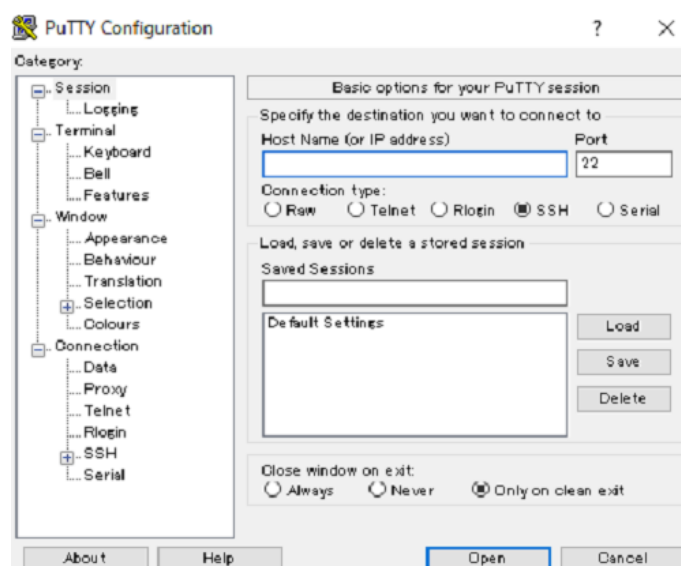 PuTTY Configuration
Category:
Session
Logging
Terminal
Keyboard
Bell
Features
Window
Appearance
Behaviour
Translation
Selection
Colours
Connection
Data
Proxy
Telnet
Rlogin
SSH
Serial
Basic options for your PuTTY session
Specify the destination you want to connect to
Host Name (or IP address) Port
22
Connection type:
Raw Telnet Rlogin SSH Serial
Load, save or delete a stored session
Saved Sessions
Default Settings
Load
Save
Delete
Close window on exit:
Always Never Only on clean exit
About Help Open Cancel